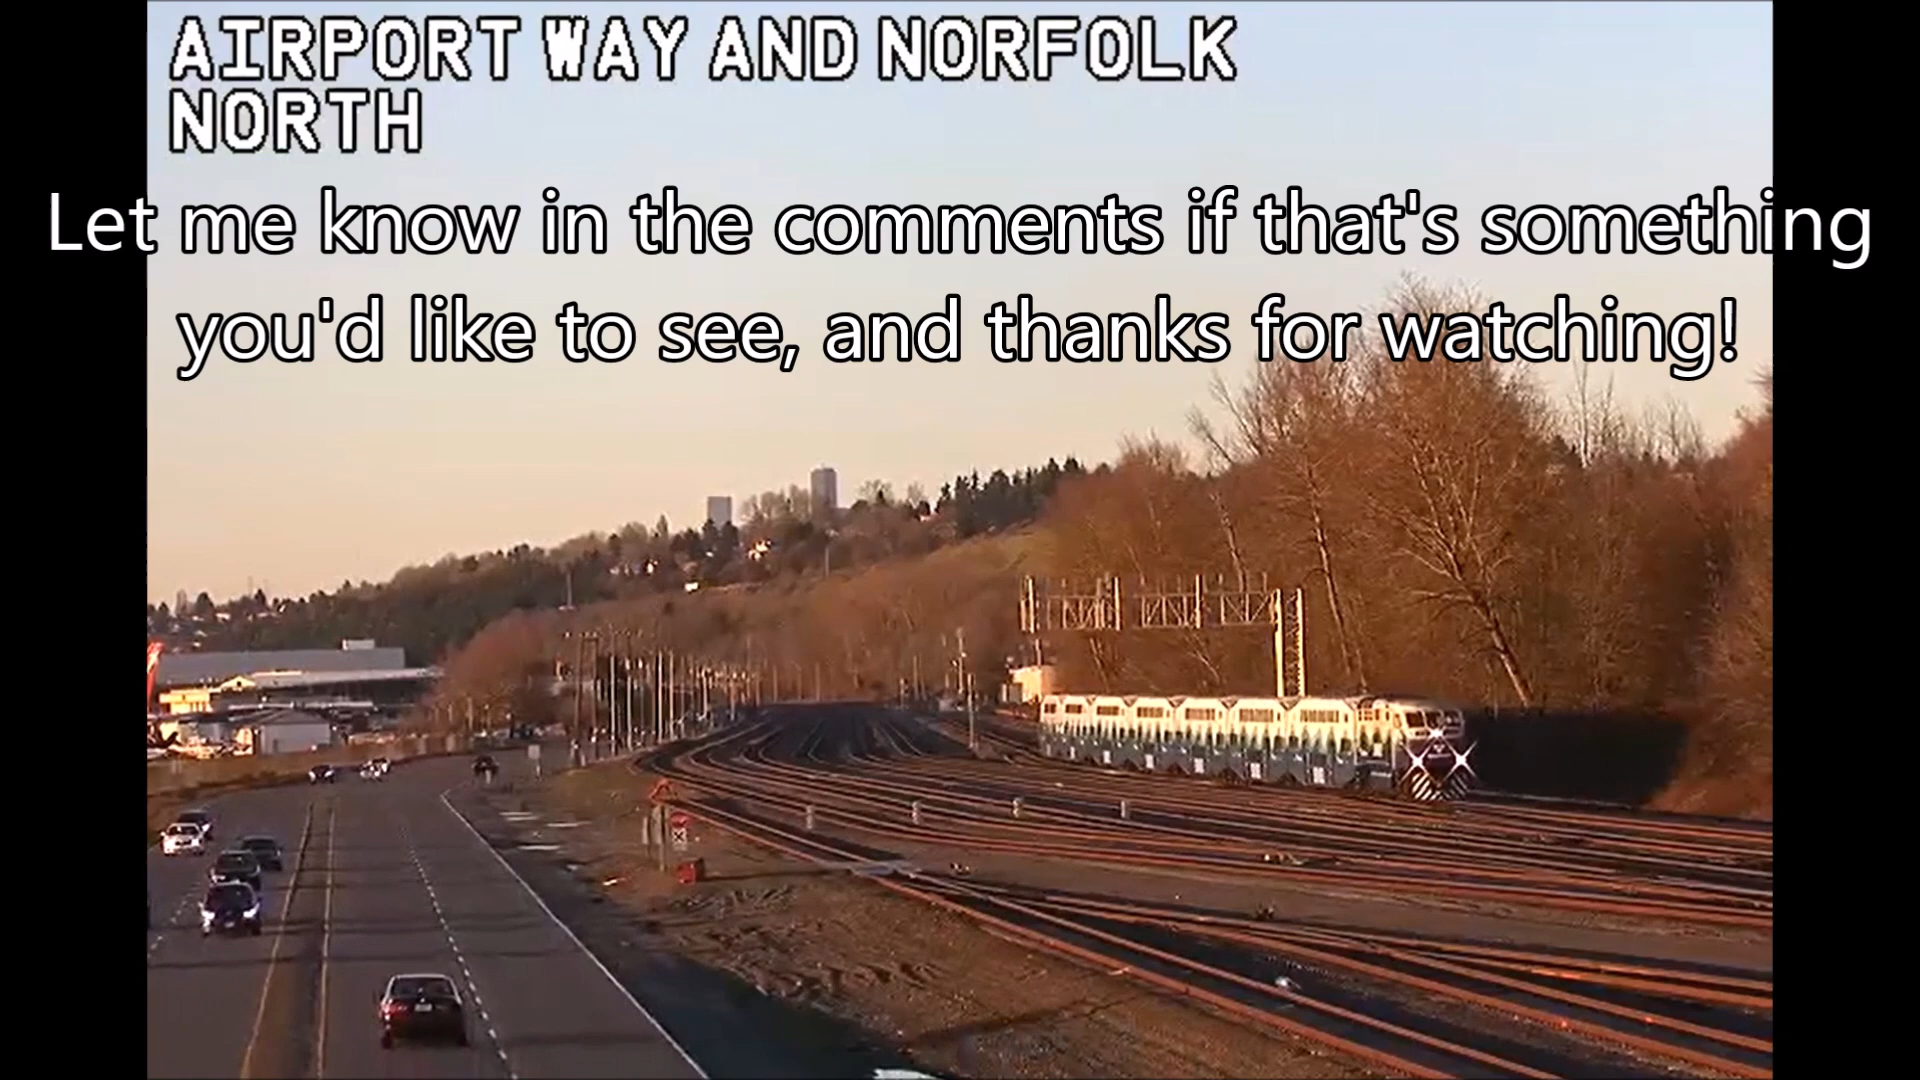 AIRPORT WAY AND NORFOLK
NORTH
Let me know in the comments if that's something
you'd like to see, and thanks for watching!